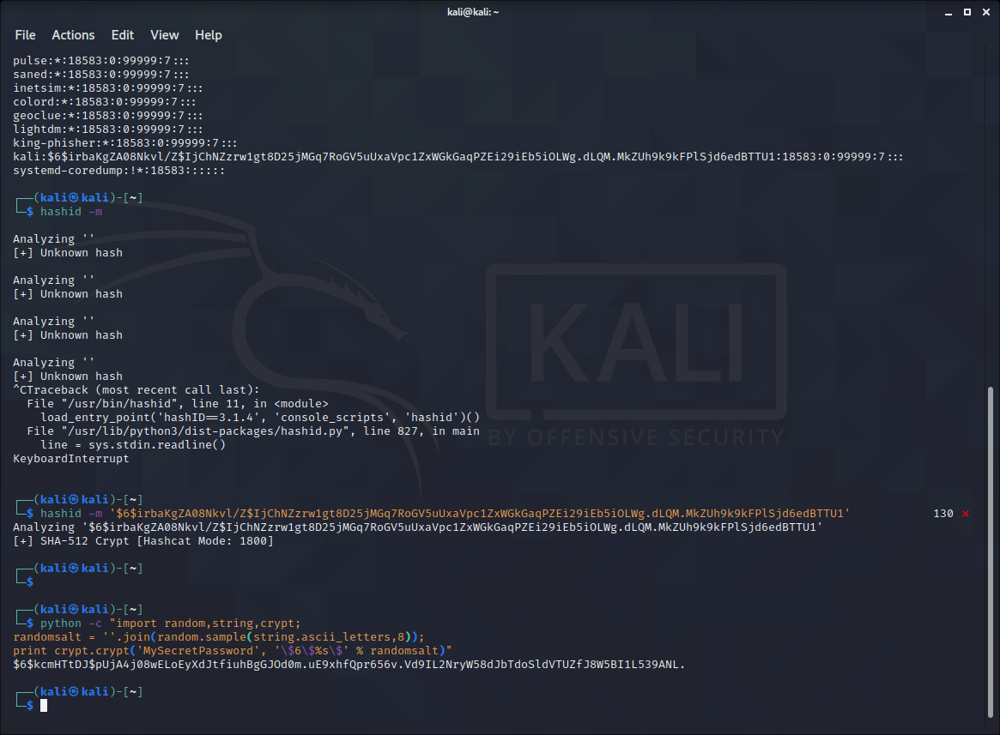 kali@kali: ~
File Actions Edit View Help
pulse:*:18583:0:99999:7:::
saned:*:18583:0:99999:7:::
inetsim:*:18583:0:99999:7:::
colord:*:18583:0:99999:7:::
geoclue:*:18583:0:99999:7:::
lightdm:*:18583:0:99999:7:::
king-phisher:*:18583:0:99999:7:::
kali:$6$irbaKgZA08Nkvl/Z$IjChNZzrw1gt8D25jMGq7RoGV5uUxaVpc1ZxWGkGaqPZEi29iEb5iOLWg.dLQM.MkZUh9k9kFPlSjd6edBTTU1:18583:0:99999:7:::
systemd-coredump:!*:18583::::::
┌──(kali㉿kali)-[~]
└─$ hashid -m
Analyzing ''
[+] Unknown hash
Analyzing ''
[+] Unknown hash
Analyzing ''
[+] Unknown hash
Analyzing ''
[+] Unknown hash
^CTraceback (most recent call last):
File "/usr/bin/hashid", line 11, in <module>
load_entry_point('hashID==3.1.4', 'console_scripts', 'hashid')()
File "/usr/lib/python3/dist-packages/hashid.py", line 827, in main
line = sys.stdin.readline()
KeyboardInterrupt
┌──(kali㉿kali)-[~]
└─$ hashid -m '$6$irbaKgZA08Nkvl/Z$IjChNZzrw1gt8D25jMGq7RoGV5uUxaVpc1ZxWGkGaqPZEi29iEb5iOLWg.dLQM.MkZUh9k9kFPlSjd6edBTTU1' 130 ⨯
Analyzing '$6$irbaKgZA08Nkvl/Z$IjChNZzrw1gt8D25jMGq7RoGV5uUxaVpc1ZxWGkGaqPZEi29iEb5iOLWg.dLQM.MkZUh9k9kFPlSjd6edBTTU1'
[+] SHA-512 Crypt [Hashcat Mode: 1800]
┌──(kali㉿kali)-[~]
└─$
┌──(kali㉿kali)-[~]
└─$ python -c "import random,string,crypt;
randomsalt = ''.join(random.sample(string.ascii_letters,8));
print crypt.crypt('MySecretPassword', '\$6\$%s\$' % randomsalt)"
$6$kcmHTtDJ$pUjA4j08wELoEyXdJtfiuhBgGJOd0m.uE9xhfQpr656v.Vd9IL2NryW58dJbTdoSldVTUZfJ8W5BI1L539ANL.
┌──(kali㉿kali)-[~]
└─$
KALI
BY OFFENSIVE SECURITY